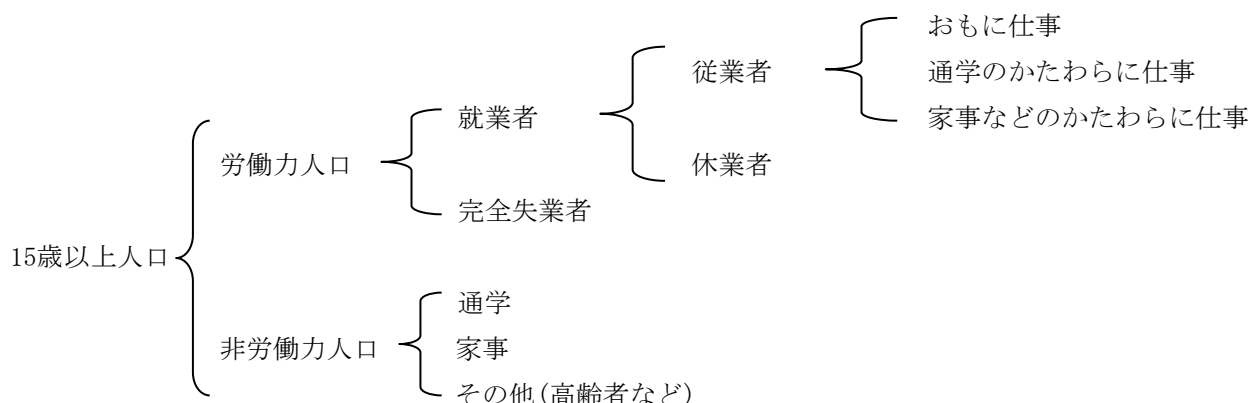 おもに仕事
従業者
通学のかたわらに仕事
就業者
家事などのかたわらに仕事
労働力人口
休業者
完全失業者
15歳以上人口
通学
非労働力人口
家事
その他(高齢者など)